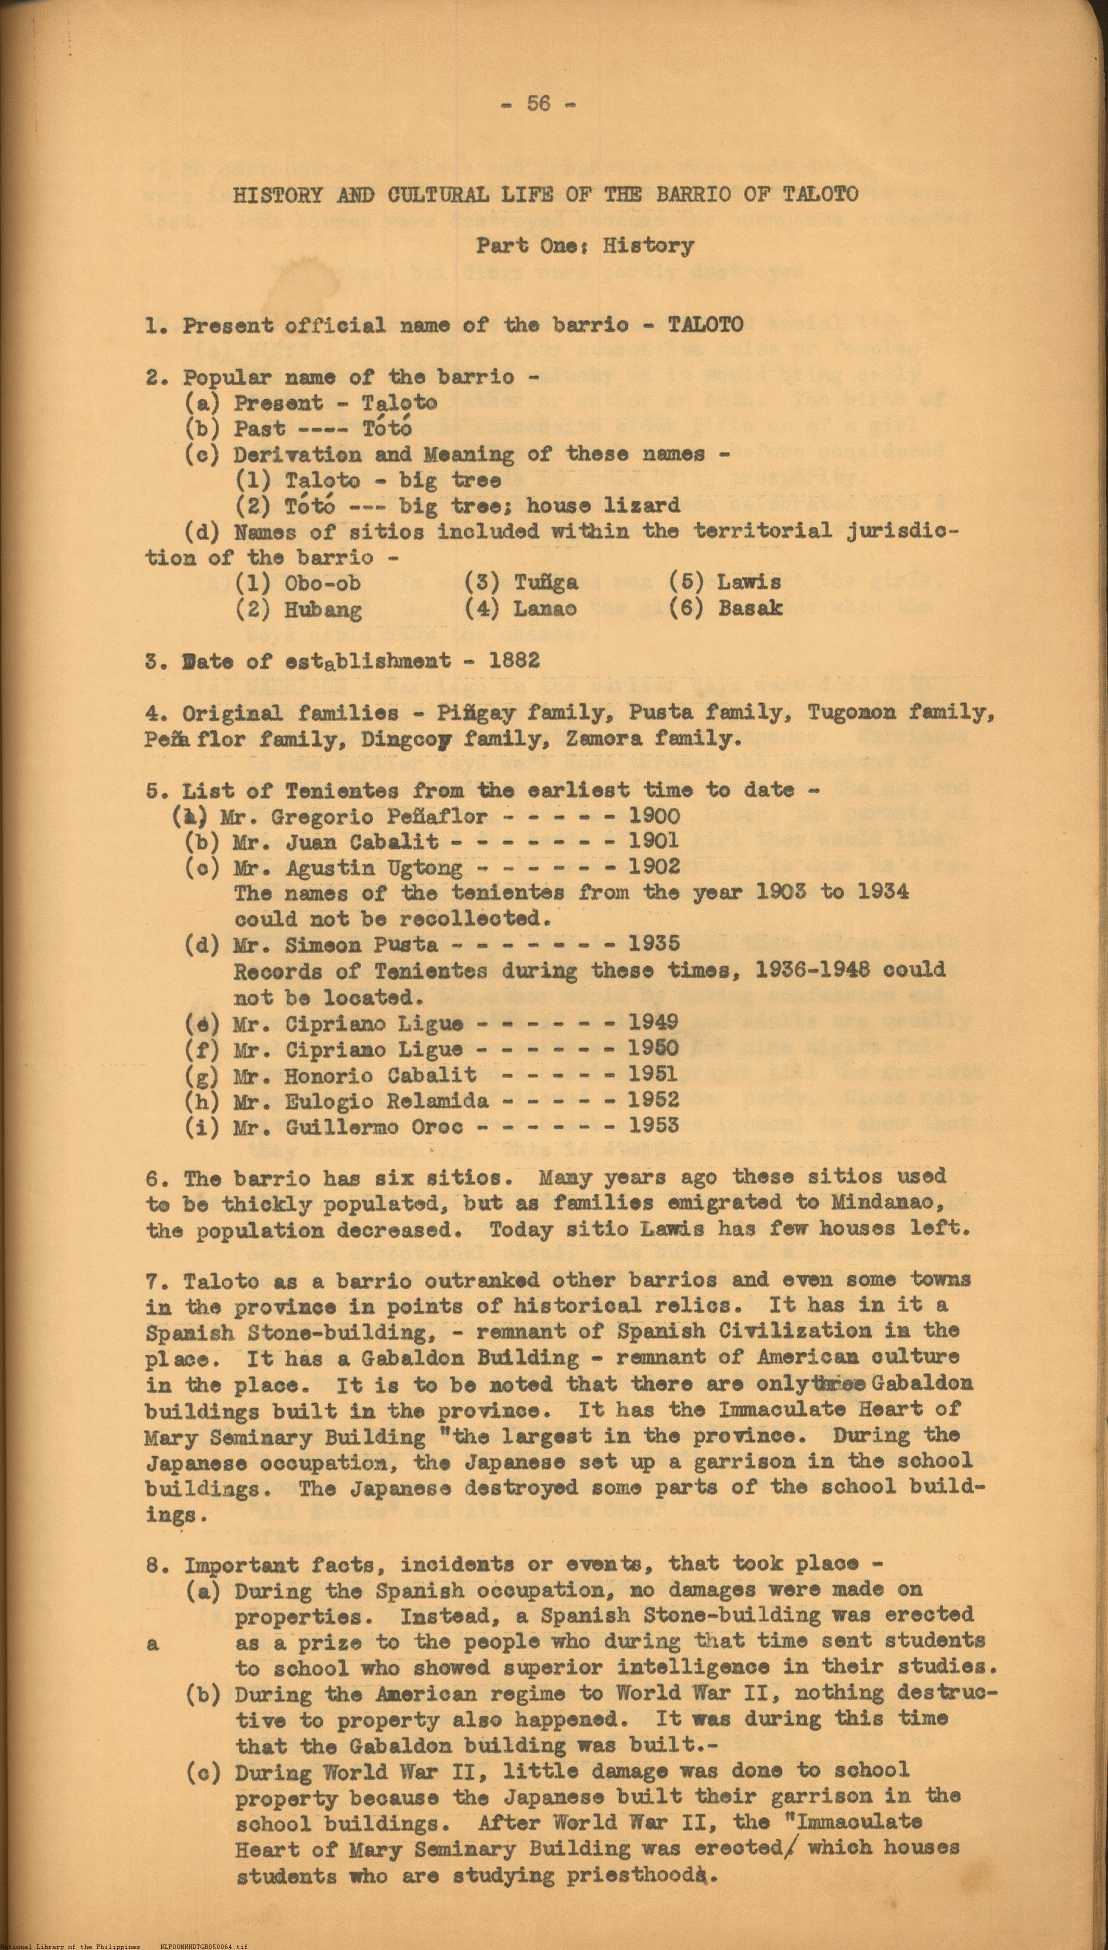 - 56 -
HISTORY AND CULTURAL LIFE OF THE BARRIO OF TALOTO
Part One: History
1. Present official name of the barrio - TALOTO
2. Popular name of the barrio -
(a) Present - Taloto
(b) Past ---- Tótó
(c) Derivation and Meaning of these names -
(1) Taloto - big tree
(2) Tótó --- big tree; house lizard
(d) Names of sitios included within the territorial jurisdic-
tion of the barrio -
(1) Obo-ob (3) Tuñga (5) Lawis
(2) Hubang (4) Lanao (6) Basak
3. Date of establishment - 1882
4. Original families - Piñgay family, Pusta family, Tugonon family,
Peña flor family, Dingcoy family, Zamora family.
5. List of Tenientes from the earliest time to date -
(a) Mr. Gregorio Peñaflor - - - - - 1900
(b) Mr. Juan Cabalit - - - - - - - 1901
(c) Mr. Agustin Ugtong - - - - - - 1902
The names of the tenientes from the year 1903 to 1934
could not be recollected.
(d) Mr. Simeon Pusta - - - - - - - 1935
Records of Tenientes during these times, 1936-1948 could
not be located.
(e) Mr. Cipriano Ligue - - - - - - 1949
(f) Mr. Cipriano Ligue - - - - - - 1950
(g) Mr. Honorio Cabalit - - - - - 1951
(h) Mr. Eulogio Relamida - - - - - 1952
(i) Mr. Guillermo Oroc - - - - - - 1953
6. The barrio has six sitios. Many years ago these sitios used
to be thickly populated, but as families emigrated to Mindanao,
the population decreased. Today sitio Lawis has few houses left.
7. Taloto as a barrio outranked other barrios and even some towns
in the province in points of historical relics. It has in it a
Spanish Stone-building, - remnant of Spanish Civilization in the
place. It has a Gabaldon Building - remnant of American culture
in the place. It is to be noted that there are only three Gabaldon
buildings built in the province. It has the Immaculate Heart of
Mary Seminary Building "the largest in the province. During the
Japanese occupation, the Japanese set up a garrison in the school
buildings. The Japanese destroyed some parts of the school build-
ings.
8. Important facts, incidents or events, that took place -
(a) During the Spanish occupation, no damages were made on
properties. Instead, a Spanish Stone-building was erected
a as a prize to the people who during that time sent students
to school who showed superior intelligence in their studies.
(b) During the American regime to World War II, nothing destruc-
tive to property also happened. It was during this time
that the Gabaldon building was built.-
(c) During World War II, little damage was done to school
property because the Japanese built their garrison in the
school buildings. After World War II, the "Immaculate
Heart of Mary Seminary Building was erected/ which houses
students who are studying priesthood.
National Library of the Philippines NLP00MNHDTGB050064.tif